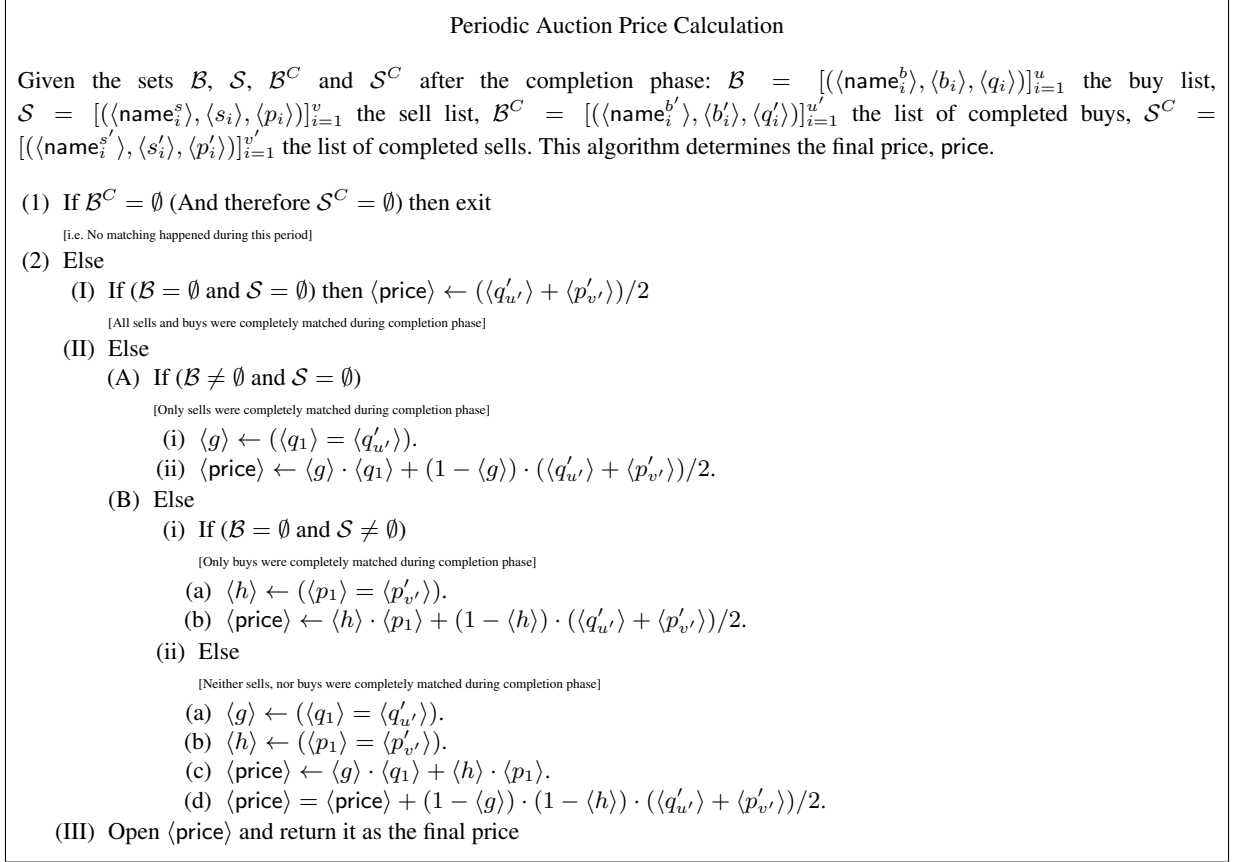 Periodic Auction Price Calculation
Given the sets ℬ, 𝒮, ℬ^C and 𝒮^C after the completion phase: ℬ = [(⟨name_i^b⟩, ⟨b_i⟩, ⟨q_i⟩)]_{i=1}^u the buy list,
𝒮 = [(⟨name_i^s⟩, ⟨s_i⟩, ⟨p_i⟩)]_{i=1}^v the sell list, ℬ^C = [(⟨name_i^{b′}⟩, ⟨b′_i⟩, ⟨q′_i⟩)]_{i=1}^{u′} the list of completed buys, 𝒮^C =
[(⟨name_i^{s′}⟩, ⟨s′_i⟩, ⟨p′_i⟩)]_{i=1}^{v′} the list of completed sells. This algorithm determines the final price, price.
(1) If ℬ^C = ∅ (And therefore 𝒮^C = ∅) then exit
[i.e. No matching happened during this period]
(2) Else
(I) If (ℬ = ∅ and 𝒮 = ∅) then ⟨price⟩ ← (⟨q′_{u′}⟩ + ⟨p′_{v′}⟩)/2
[All sells and buys were completely matched during completion phase]
(II) Else
(A) If (ℬ ≠ ∅ and 𝒮 = ∅)
[Only sells were completely matched during completion phase]
(i) ⟨g⟩ ← (⟨q_1⟩ = ⟨q′_{u′}⟩).
(ii) ⟨price⟩ ← ⟨g⟩ · ⟨q_1⟩ + (1 − ⟨g⟩) · (⟨q′_{u′}⟩ + ⟨p′_{v′}⟩)/2.
(B) Else
(i) If (ℬ = ∅ and 𝒮 ≠ ∅)
[Only buys were completely matched during completion phase]
(a) ⟨h⟩ ← (⟨p_1⟩ = ⟨p′_{v′}⟩).
(b) ⟨price⟩ ← ⟨h⟩ · ⟨p_1⟩ + (1 − ⟨h⟩) · (⟨q′_{u′}⟩ + ⟨p′_{v′}⟩)/2.
(ii) Else
[Neither sells, nor buys were completely matched during completion phase]
(a) ⟨g⟩ ← (⟨q_1⟩ = ⟨q′_{u′}⟩).
(b) ⟨h⟩ ← (⟨p_1⟩ = ⟨p′_{v′}⟩).
(c) ⟨price⟩ ← ⟨g⟩ · ⟨q_1⟩ + ⟨h⟩ · ⟨p_1⟩.
(d) ⟨price⟩ = ⟨price⟩ + (1 − ⟨g⟩) · (1 − ⟨h⟩) · (⟨q′_{u′}⟩ + ⟨p′_{v′}⟩)/2.
(III) Open ⟨price⟩ and return it as the final price